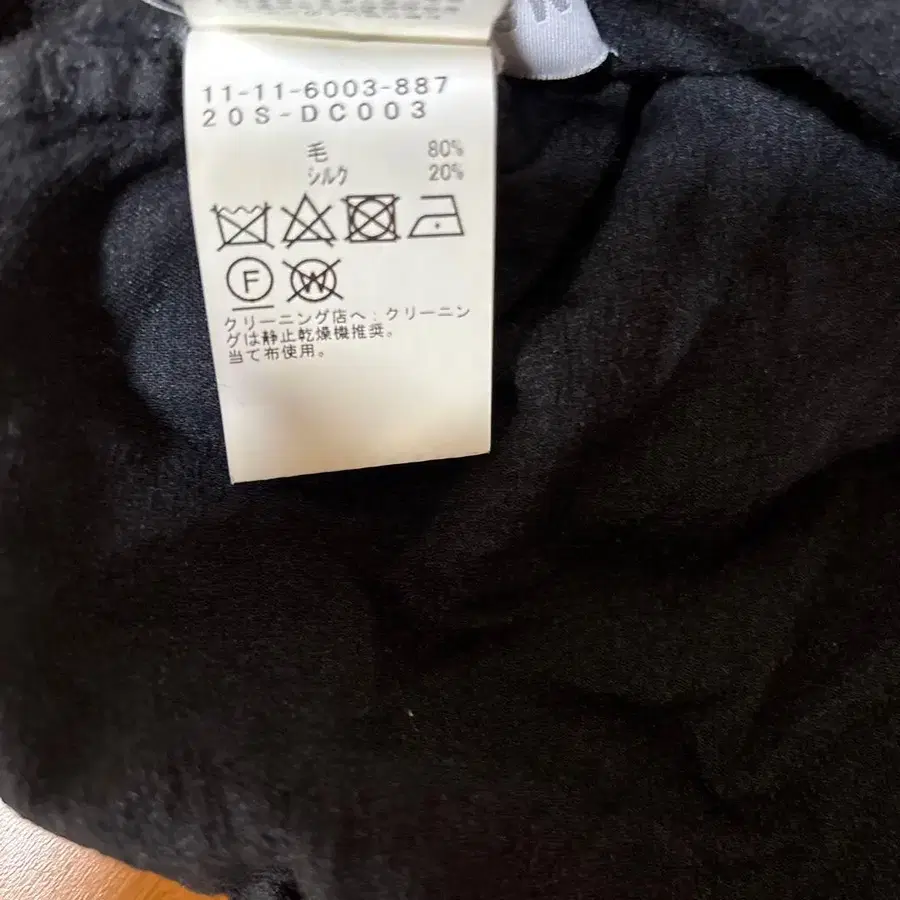 11-11-6003-887
20S-DC003
毛 80%
シルク 20%
F
W
クリーニング店へ:クリーニン
グは静止乾燥機推奨。
当て布使用。